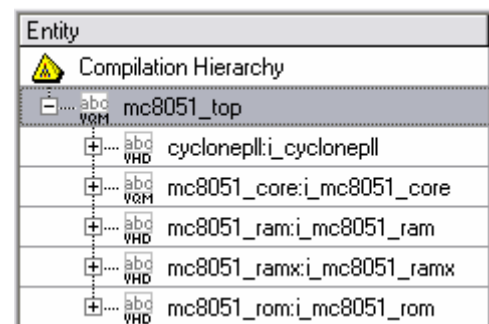 Entity
Compilation Hierarchy
abc VQM mc8051_top
abc VHD cyclonepll:i_cyclonepll
abc VQM mc8051_core:i_mc8051_core
abc VHD mc8051_ram:i_mc8051_ram
abc VHD mc8051_ramx:i_mc8051_ramx
abc VHD mc8051_rom:i_mc8051_rom